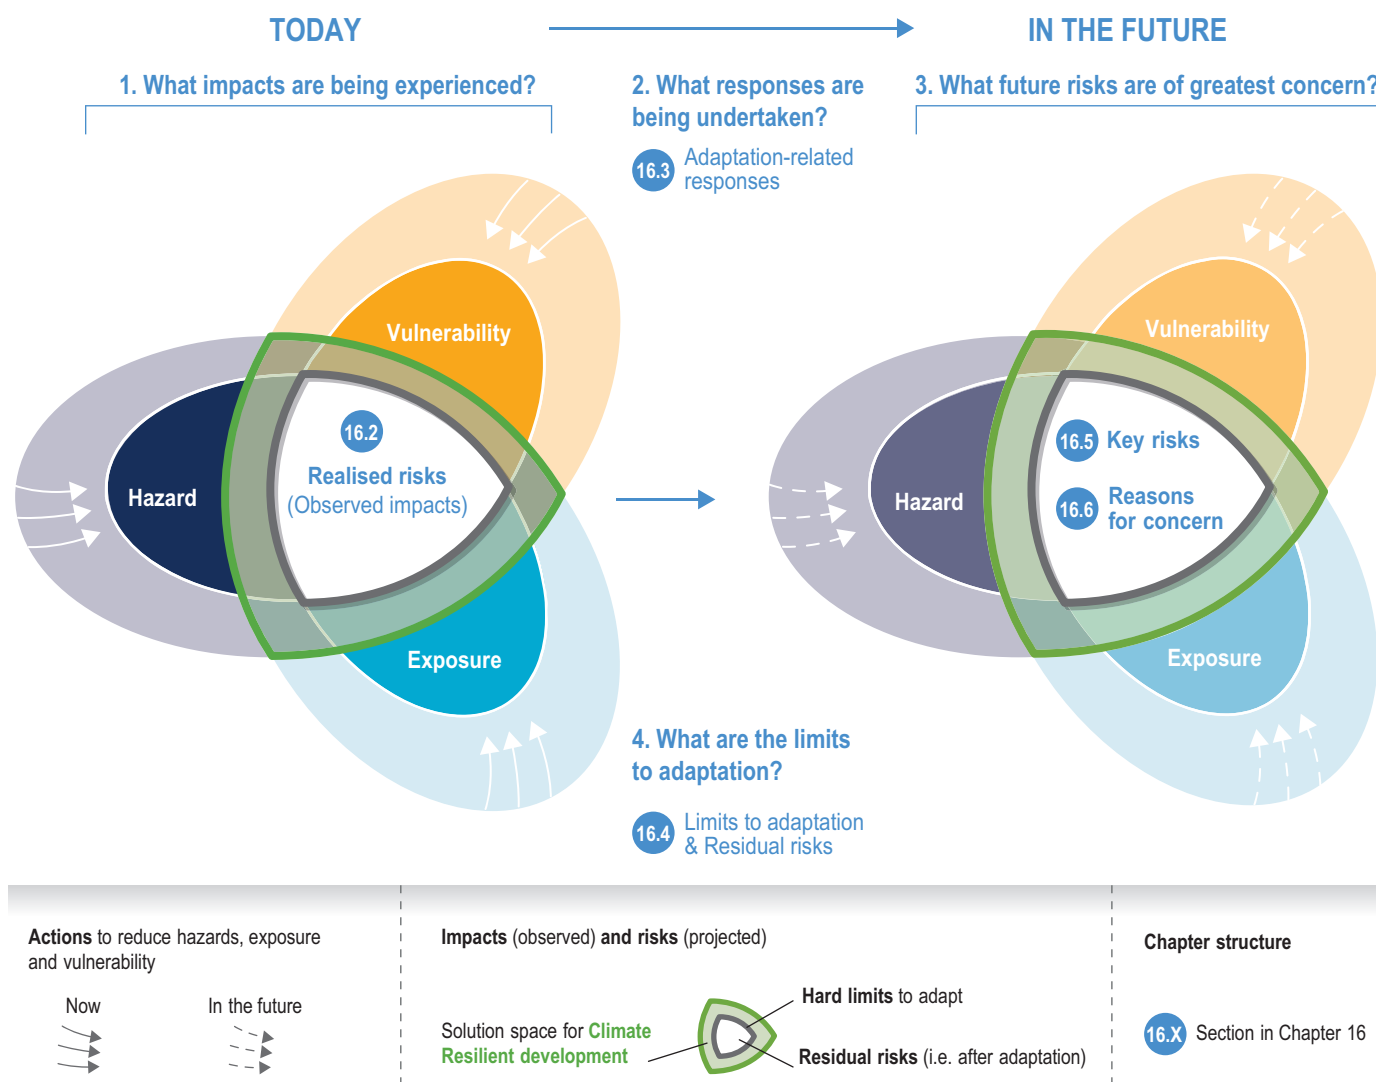 TODAY
IN THE FUTURE
1. What impacts are being experienced?
2. What responses are
being undertaken?
16.3 Adaptation-related
responses
3. What future risks are of greatest concern?
Vulnerability
Hazard
16.2
Realised risks
(Observed impacts)
Exposure
Vulnerability
Hazard
16.5 Key risks
16.6 Reasons
for concern
Exposure
4. What are the limits
to adaptation?
16.4 Limits to adaptation
& Residual risks
Actions to reduce hazards, exposure
and vulnerability
Now
In the future
Impacts (observed) and risks (projected)
Solution space for Climate
Resilient development
Hard limits to adapt
Residual risks (i.e. after adaptation)
Chapter structure
16.X Section in Chapter 16